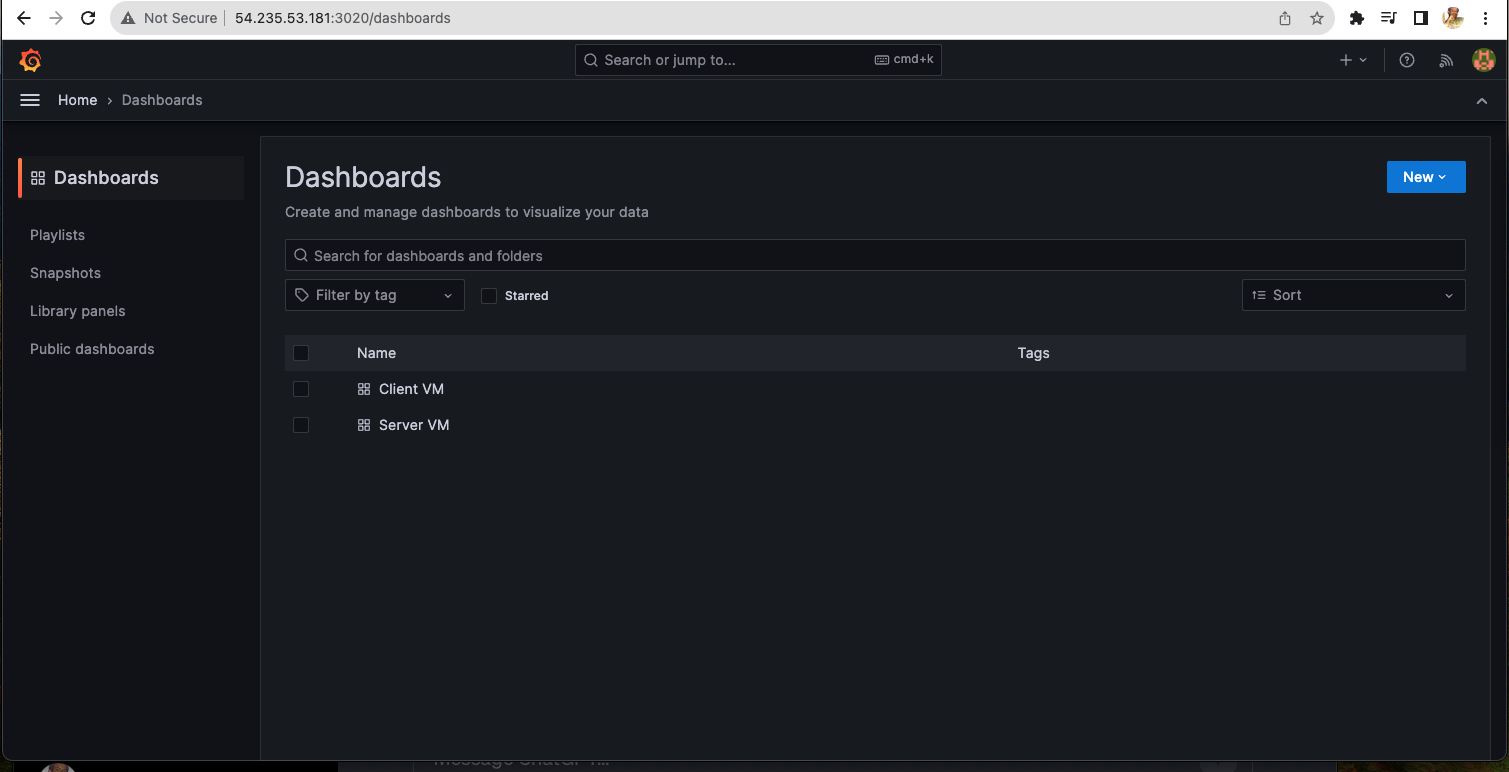 Not Secure 54.235.53.181:3020/dashboards
Search or jump to... cmd+k
Home › Dashboards
Dashboards
Playlists
Snapshots
Library panels
Public dashboards
Dashboards
New
Create and manage dashboards to visualize your data
Search for dashboards and folders
Filter by tag Starred Sort
Name Tags
Client VM
Server VM